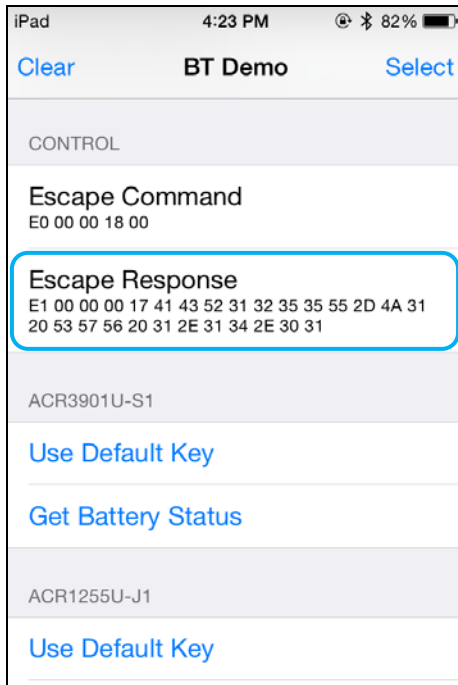 iPad 4:23 PM 82%
Clear BT Demo Select
CONTROL
Escape Command
E0 00 00 18 00
Escape Response
E1 00 00 00 17 41 43 52 31 32 35 35 55 2D 4A 31
20 53 57 56 20 31 2E 31 34 2E 30 31
ACR3901U-S1
Use Default Key
Get Battery Status
ACR1255U-J1
Use Default Key